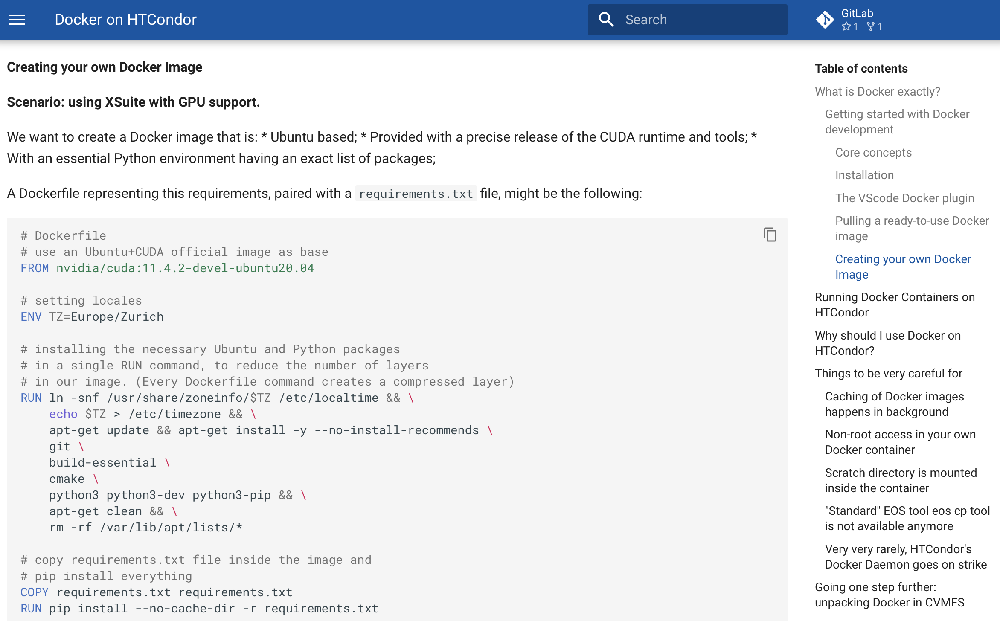 Docker on HTCondor
Search
GitLab
1 1
Creating your own Docker Image
Scenario: using XSuite with GPU support.
We want to create a Docker image that is: * Ubuntu based; * Provided with a precise release of the CUDA runtime and tools; *
With an essential Python environment having an exact list of packages;
A Dockerfile representing this requirements, paired with a requirements.txt file, might be the following:
# Dockerfile
# use an Ubuntu+CUDA official image as base
FROM nvidia/cuda:11.4.2-devel-ubuntu20.04
# setting locales
ENV TZ=Europe/Zurich
# installing the necessary Ubuntu and Python packages
# in a single RUN command, to reduce the number of layers
# in our image. (Every Dockerfile command creates a compressed layer)
RUN ln -snf /usr/share/zoneinfo/$TZ /etc/localtime && \
    echo $TZ > /etc/timezone && \
    apt-get update && apt-get install -y --no-install-recommends \
    git \
    build-essential \
    cmake \
    python3 python3-dev python3-pip && \
    apt-get clean && \
    rm -rf /var/lib/apt/lists/*
# copy requirements.txt file inside the image and
# pip install everything
COPY requirements.txt requirements.txt
RUN pip install --no-cache-dir -r requirements.txt
Table of contents
What is Docker exactly?
Getting started with Docker
development
Core concepts
Installation
The VScode Docker plugin
Pulling a ready-to-use Docker
image
Creating your own Docker
Image
Running Docker Containers on
HTCondor
Why should I use Docker on
HTCondor?
Things to be very careful for
Caching of Docker images
happens in background
Non-root access in your own
Docker container
Scratch directory is mounted
inside the container
"Standard" EOS tool eos cp tool
is not available anymore
Very very rarely, HTCondor's
Docker Daemon goes on strike
Going one step further:
unpacking Docker in CVMFS